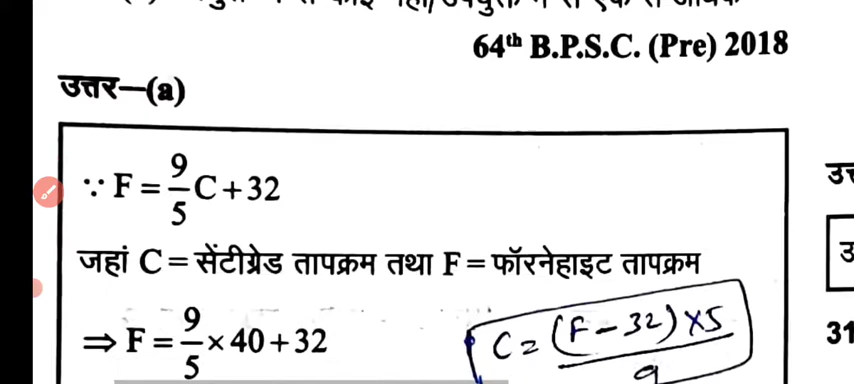 64th B.P.S.C. (Pre) 2018
उत्तर—(a)
∵ F = 9/5 C + 32
जहां C = सेंटीग्रेड तापक्रम तथा F = फॉरनेहाइट तापक्रम
⇒ F = 9/5 × 40 + 32
C = (F - 32) × 5 / 9
31